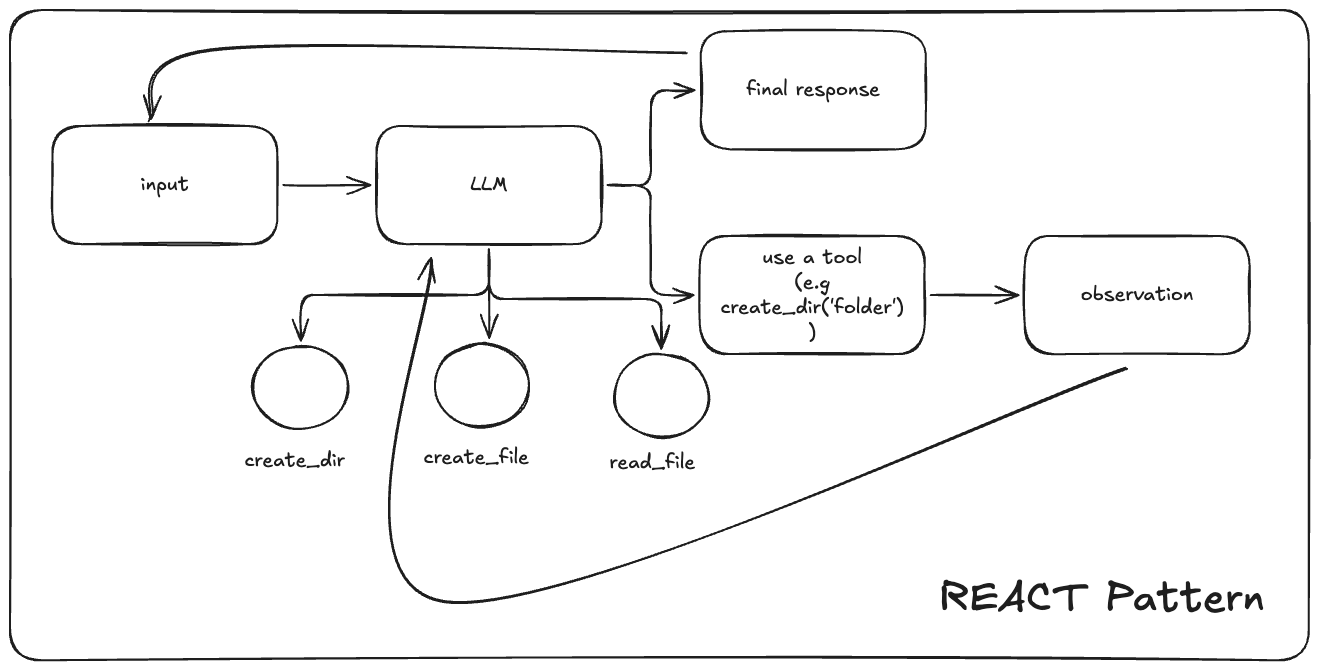 final response
input
LLM
use a tool
(e.g
create_dir('folder')
)
observation
create_dir
create_file
read_file
REACT Pattern